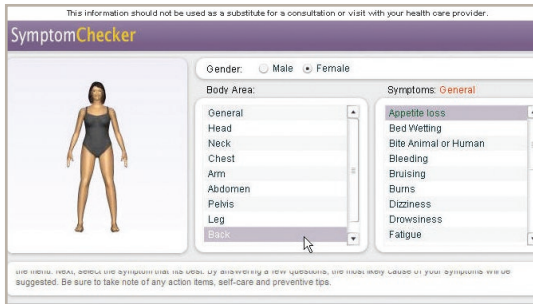 This information should not be used as a substitute for a consultation or visit with your health care provider.
SymptomChecker
Gender: Male Female
Body Area:
General
Head
Neck
Chest
Arm
Abdomen
Pelvis
Leg
Back
Symptoms: General
Appetite loss
Bed Wetting
Bite Animal or Human
Bleeding
Bruising
Burns
Dizziness
Drowsiness
Fatigue
the menu. Next, select the symptom that fits best. By answering a few questions, the most likely cause of your symptoms will be
suggested. Be sure to take note of any action items, self-care and preventive tips.